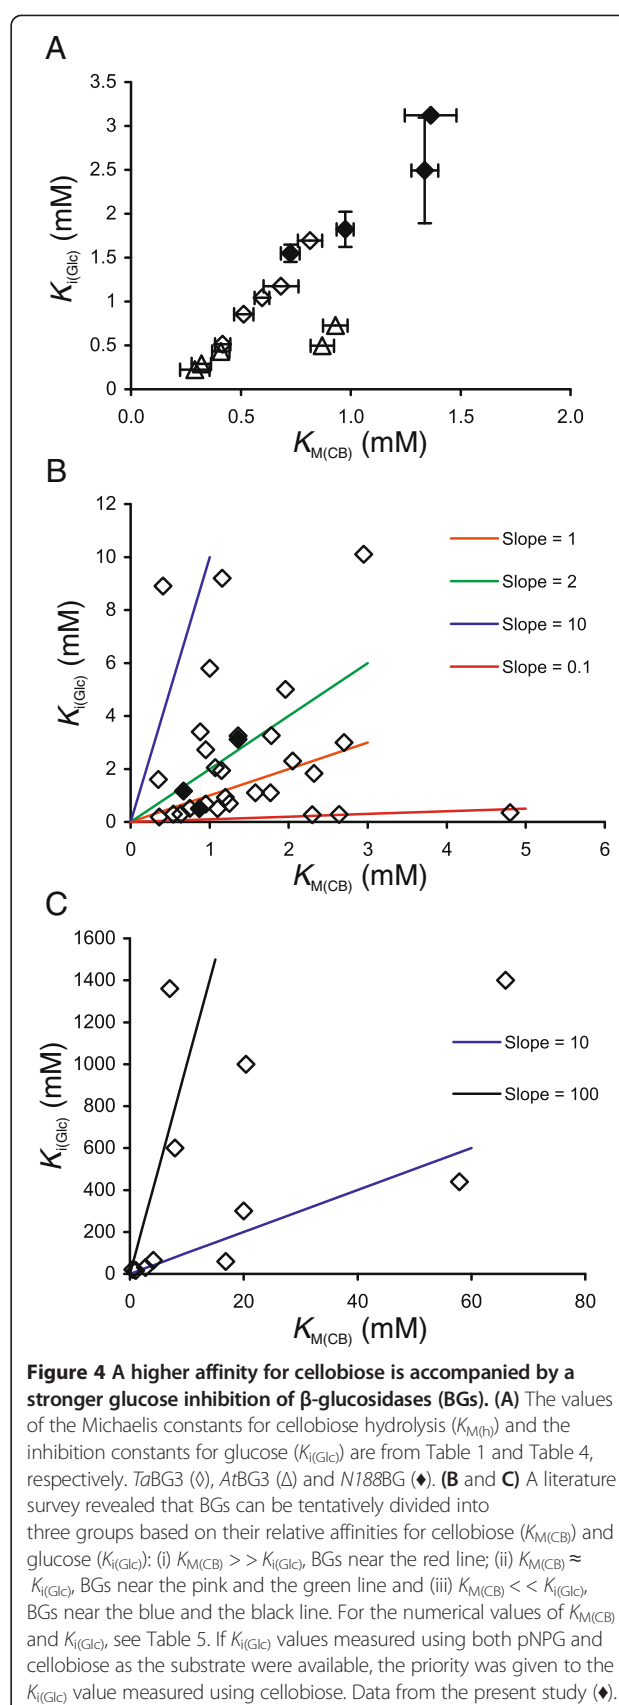 A
3.5
3
2.5
2
1.5
1
0.5
0
Ki(Glc) (mM)
0.0 0.5 1.0 1.5 2.0
KM(CB) (mM)
B
12
10
8
6
4
2
0
Ki(Glc) (mM)
Slope = 1
Slope = 2
Slope = 10
Slope = 0.1
0 1 2 3 4 5 6
KM(CB) (mM)
C
1600
1400
1200
1000
800
600
400
200
0
Ki(Glc) (mM)
Slope = 10
Slope = 100
0 20 40 60 80
KM(CB) (mM)
Figure 4 A higher affinity for cellobiose is accompanied by a
stronger glucose inhibition of β-glucosidases (BGs). (A) The values
of the Michaelis constants for cellobiose hydrolysis (KM(h)) and the
inhibition constants for glucose (Ki(Glc)) are from Table 1 and Table 4,
respectively. TaBG3 (◊), AtBG3 (Δ) and N188BG (♦). (B and C) A literature
survey revealed that BGs can be tentatively divided into
three groups based on their relative affinities for cellobiose (KM(CB)) and
glucose (Ki(Glc)): (i) KM(CB) > > Ki(Glc), BGs near the red line; (ii) KM(CB) ≈
Ki(Glc), BGs near the pink and the green line and (iii) KM(CB) < < Ki(Glc),
BGs near the blue and the black line. For the numerical values of KM(CB)
and Ki(Glc), see Table 5. If Ki(Glc) values measured using both pNPG and
cellobiose as the substrate were available, the priority was given to the
Ki(Glc) value measured using cellobiose. Data from the present study (♦).